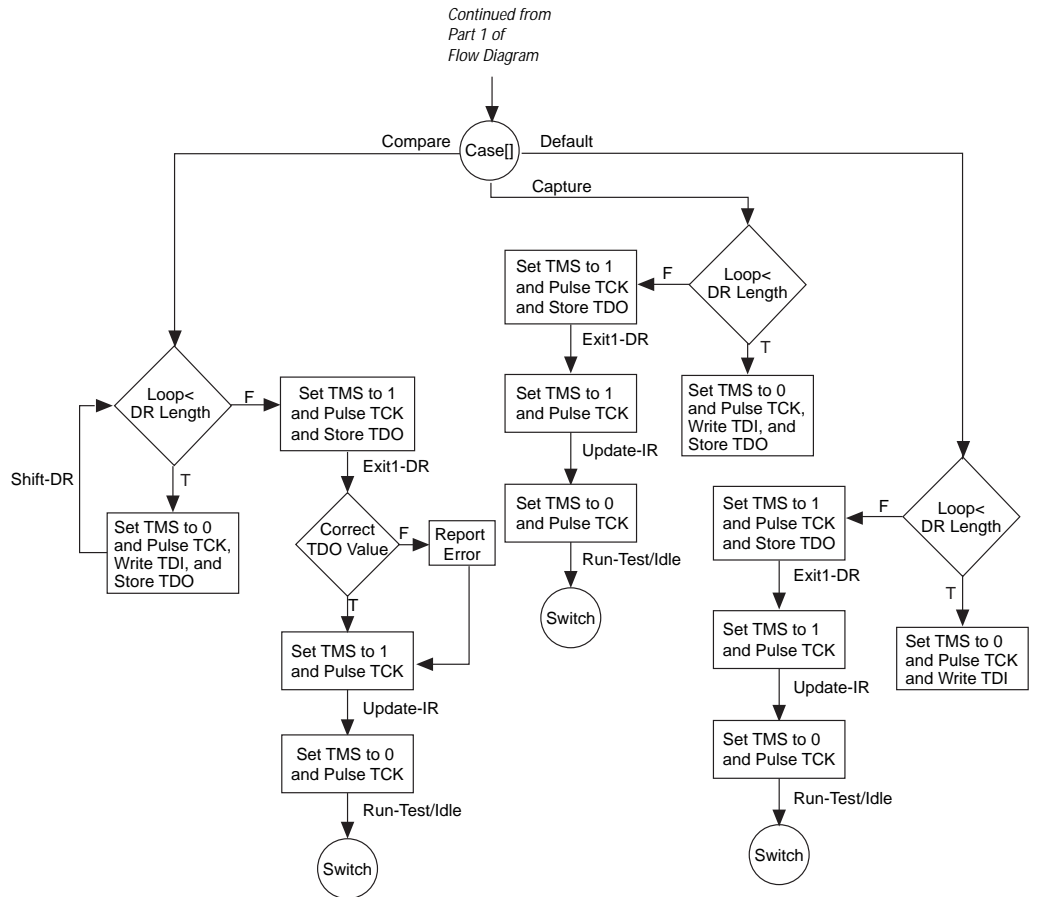 Continued from
Part 1 of
Flow Diagram
Compare
Case[]
Default
Capture
Loop<
DR Length
F
T
Set TMS to 1
and Pulse TCK
and Store TDO
Exit1-DR
Set TMS to 1
and Pulse TCK
Update-IR
Set TMS to 0
and Pulse TCK
Run-Test/Idle
Switch
Set TMS to 0
and Pulse TCK,
Write TDI, and
Store TDO
Loop<
DR Length
F
T
Shift-DR
Set TMS to 0
and Pulse TCK,
Write TDI, and
Store TDO
Set TMS to 1
and Pulse TCK
and Store TDO
Exit1-DR
Correct
TDO Value
F
Report
Error
T
Set TMS to 1
and Pulse TCK
Update-IR
Set TMS to 0
and Pulse TCK
Run-Test/Idle
Switch
Loop<
DR Length
F
T
Set TMS to 1
and Pulse TCK
and Store TDO
Exit1-DR
Set TMS to 1
and Pulse TCK
Update-IR
Set TMS to 0
and Pulse TCK
Run-Test/Idle
Switch
Set TMS to 0
and Pulse TCK
and Write TDI